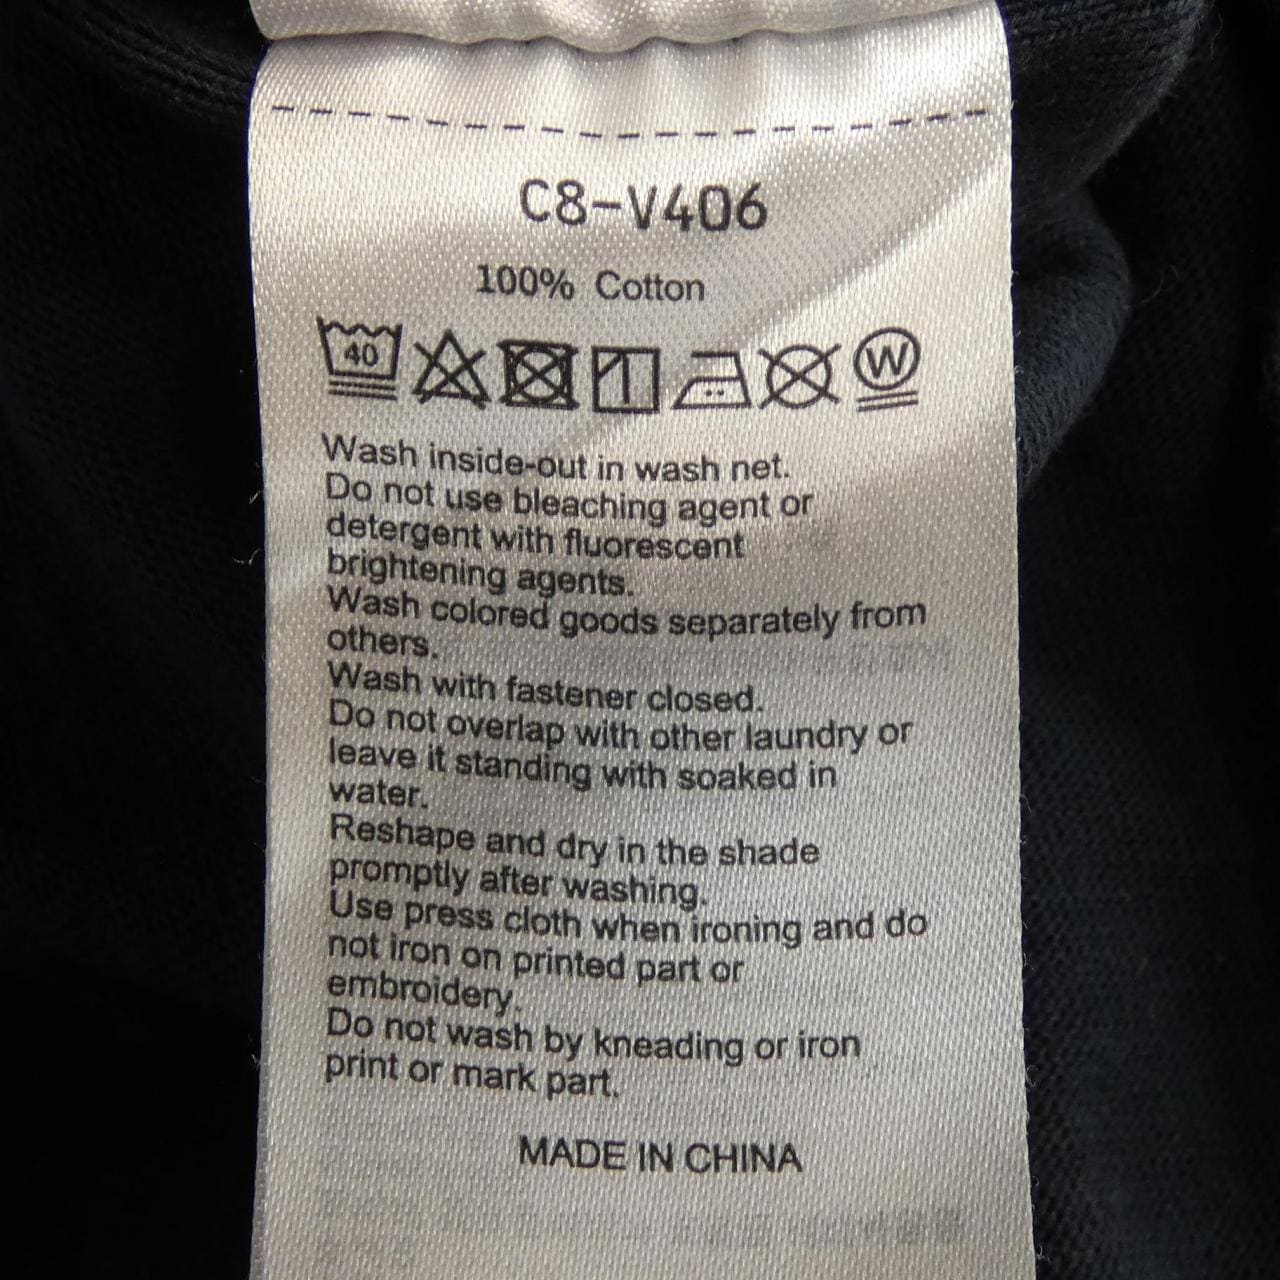 C8-V406
100% Cotton
40 W
Wash inside-out in wash net.
Do not use bleaching agent or
detergent with fluorescent
brightening agents.
Wash colored goods separately from
others.
Wash with fastener closed.
Do not overlap with other laundry or
leave it standing with soaked in
water.
Reshape and dry in the shade
promptly after washing.
Use press cloth when ironing and do
not iron on printed part or
embroidery.
Do not wash by kneading or iron
print or mark part.
MADE IN CHINA